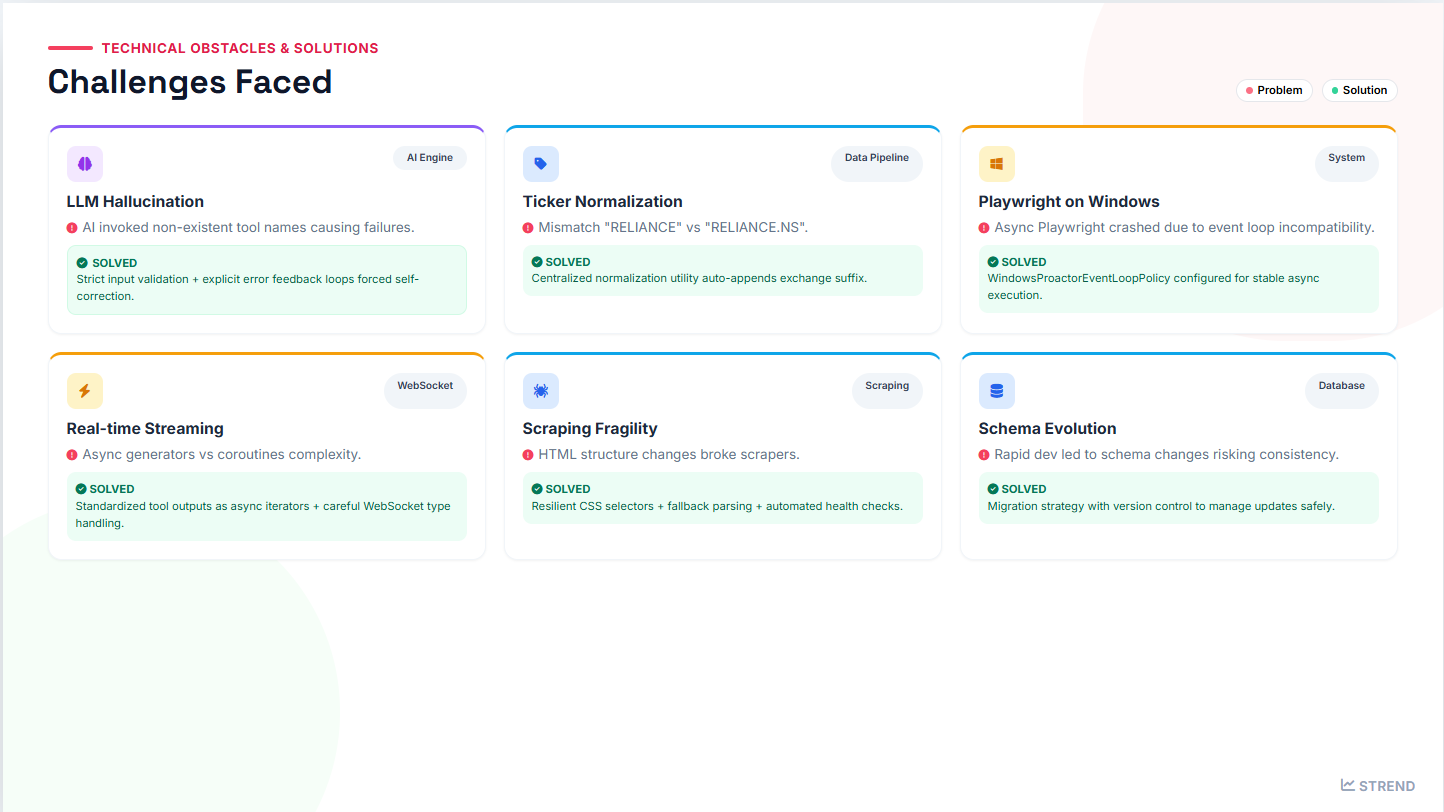 TECHNICAL OBSTACLES & SOLUTIONS
Challenges Faced
Problem
Solution
AI Engine
LLM Hallucination
AI invoked non-existent tool names causing failures.
SOLVED
Strict input validation + explicit error feedback loops forced self-
correction.
Data Pipeline
Ticker Normalization
Mismatch "RELIANCE" vs "RELIANCE.NS".
SOLVED
Centralized normalization utility auto-appends exchange suffix.
System
Playwright on Windows
Async Playwright crashed due to event loop incompatibility.
SOLVED
WindowsProactorEventLoopPolicy configured for stable async
execution.
WebSocket
Real-time Streaming
Async generators vs coroutines complexity.
SOLVED
Standardized tool outputs as async iterators + careful WebSocket type
handling.
Scraping
Scraping Fragility
HTML structure changes broke scrapers.
SOLVED
Resilient CSS selectors + fallback parsing + automated health checks.
Database
Schema Evolution
Rapid dev led to schema changes risking consistency.
SOLVED
Migration strategy with version control to manage updates safely.
STREND